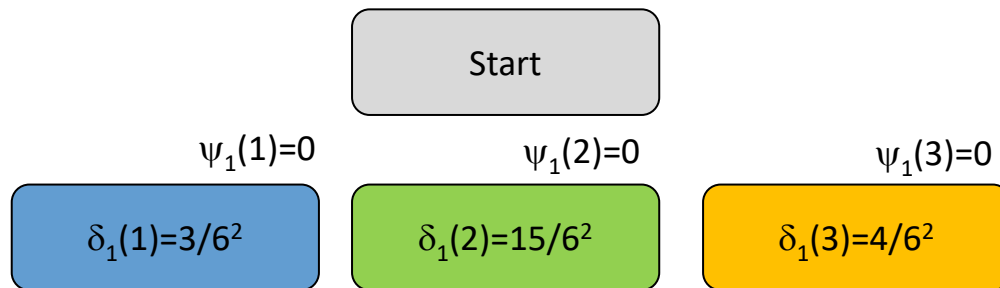 Start
ψ₁(1)=0
ψ₁(2)=0
ψ₁(3)=0
δ₁(1)=3/6²
δ₁(2)=15/6²
δ₁(3)=4/6²